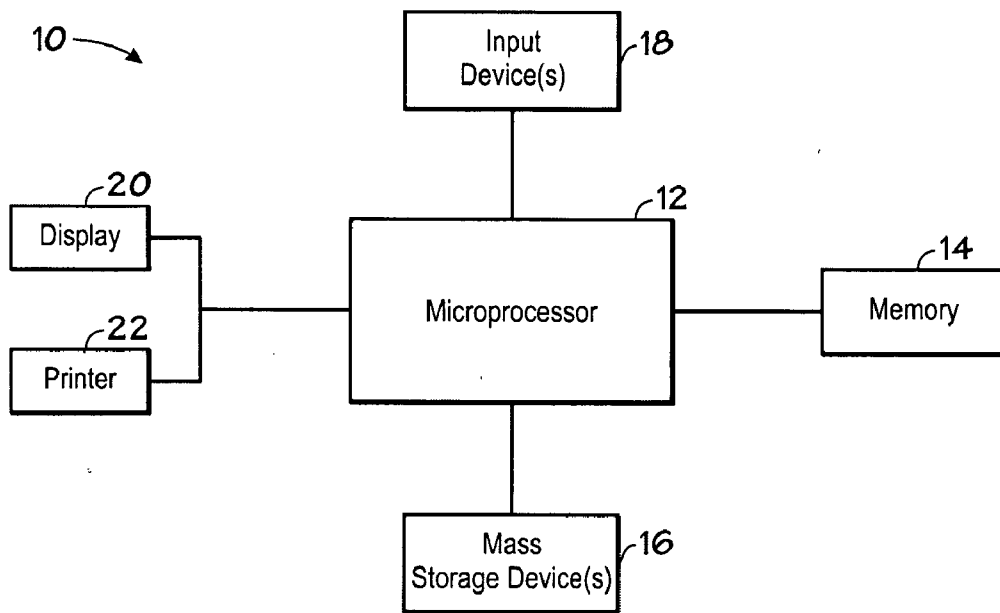 10
Input
Device(s)
18
20
Display
12
Microprocessor
14
Memory
22
Printer
Mass
Storage Device(s)
16